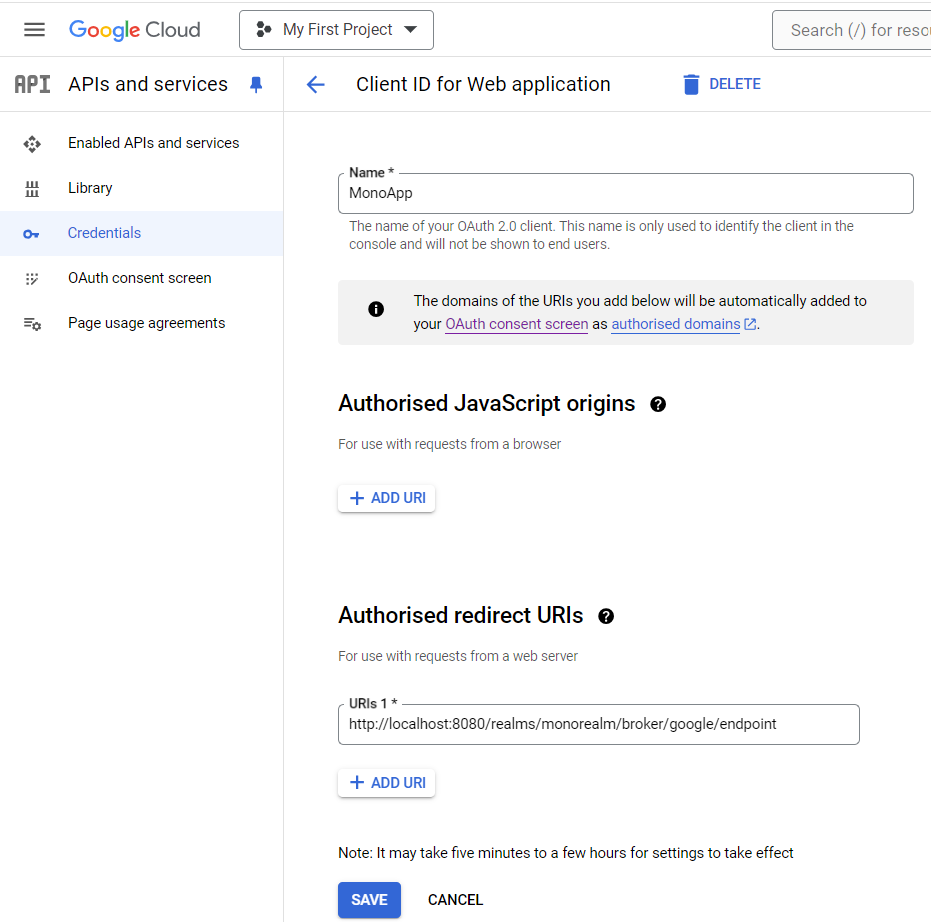 Google Cloud
My First Project
Search (/) for resc
API
APIs and services
Client ID for Web application
DELETE
Enabled APIs and services
Library
Credentials
OAuth consent screen
Page usage agreements
Name *
MonoApp
The name of your OAuth 2.0 client. This name is only used to identify the client in the
console and will not be shown to end users.
The domains of the URIs you add below will be automatically added to
your OAuth consent screen as authorised domains.
Authorised JavaScript origins
For use with requests from a browser
+ ADD URI
Authorised redirect URIs
For use with requests from a web server
URIs 1 *
http://localhost:8080/realms/monorealm/broker/google/endpoint
+ ADD URI
Note: It may take five minutes to a few hours for settings to take effect
SAVE
CANCEL